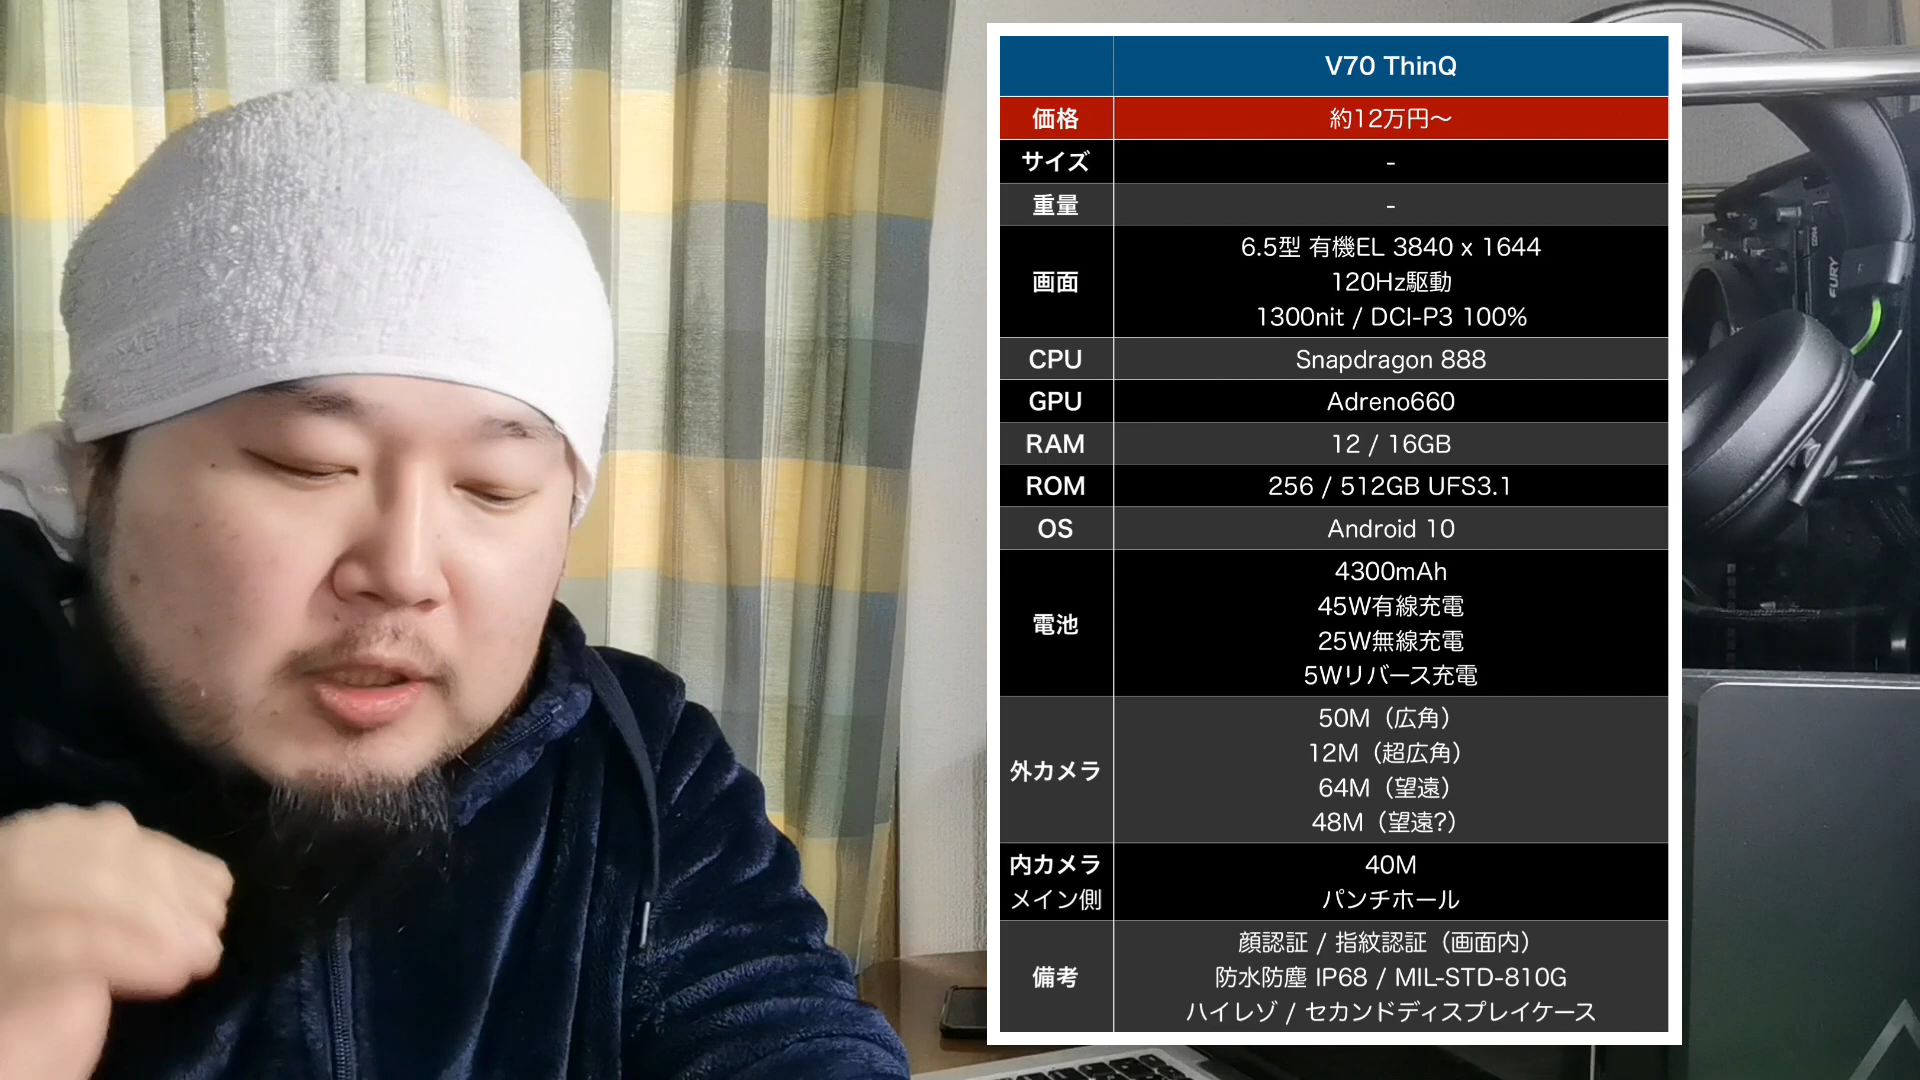 V70 ThinQ
価格 約12万円〜
サイズ -
重量 -
画面 6.5型 有機EL 3840 x 1644
120Hz駆動
1300nit / DCI-P3 100%
CPU Snapdragon 888
GPU Adreno660
RAM 12 / 16GB
ROM 256 / 512GB UFS3.1
OS Android 10
電池 4300mAh
45W有線充電
25W無線充電
5Wリバース充電
外カメラ 50M（広角）
12M（超広角）
64M（望遠）
48M（望遠?）
内カメラ 40M
メイン側 パンチホール
備考 顔認証 / 指紋認証（画面内）
防水防塵 IP68 / MIL-STD-810G
ハイレゾ / セカンドディスプレイケース
FURY